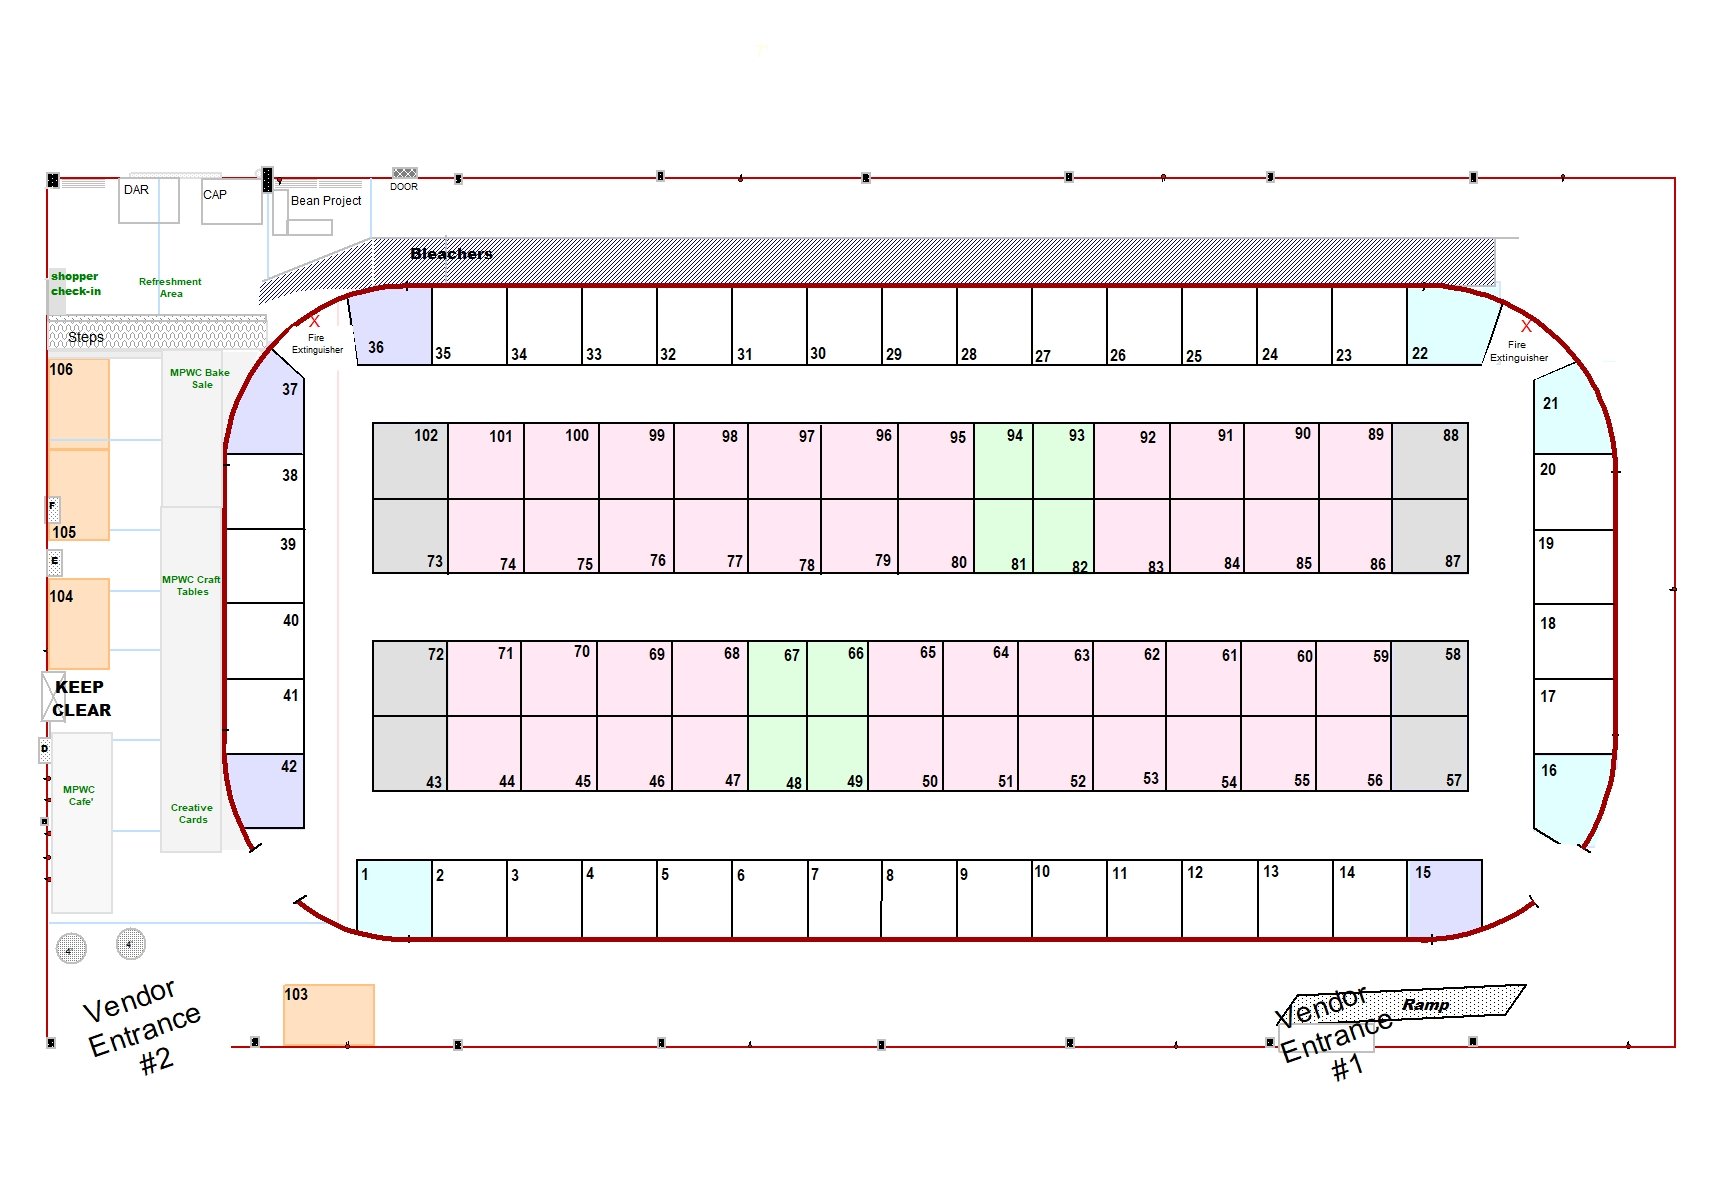 DAR
CAP
Bean Project
DOOR
Bleachers
shopper
check-in
Refreshment
Area
Steps
X
Fire
Extinguisher
X
Fire
Extinguisher
36 35 34 33 32 31 30 29 28 27 26 25 24 23 22
106
MPWC Bake
Sale
37
21
102 101 100 99 98 97 96 95 94 93 92 91 90 89 88
38
20
F
105
39
19
E
73 74 75 76 77 78 79 80 81 82 83 84 85 86 87
MPWC Craft
Tables
104
40
18
72 71 70 69 68 67 66 65 64 63 62 61 60 59 58
KEEP
CLEAR
41
17
D
42
16
43 44 45 46 47 48 49 50 51 52 53 54 55 56 57
MPWC
Cafe'
Creative
Cards
1 2 3 4 5 6 7 8 9 10 11 12 13 14 15
4'
4'
Vendor
Entrance
#2
103
Ramp
Vendor
Entrance
#1